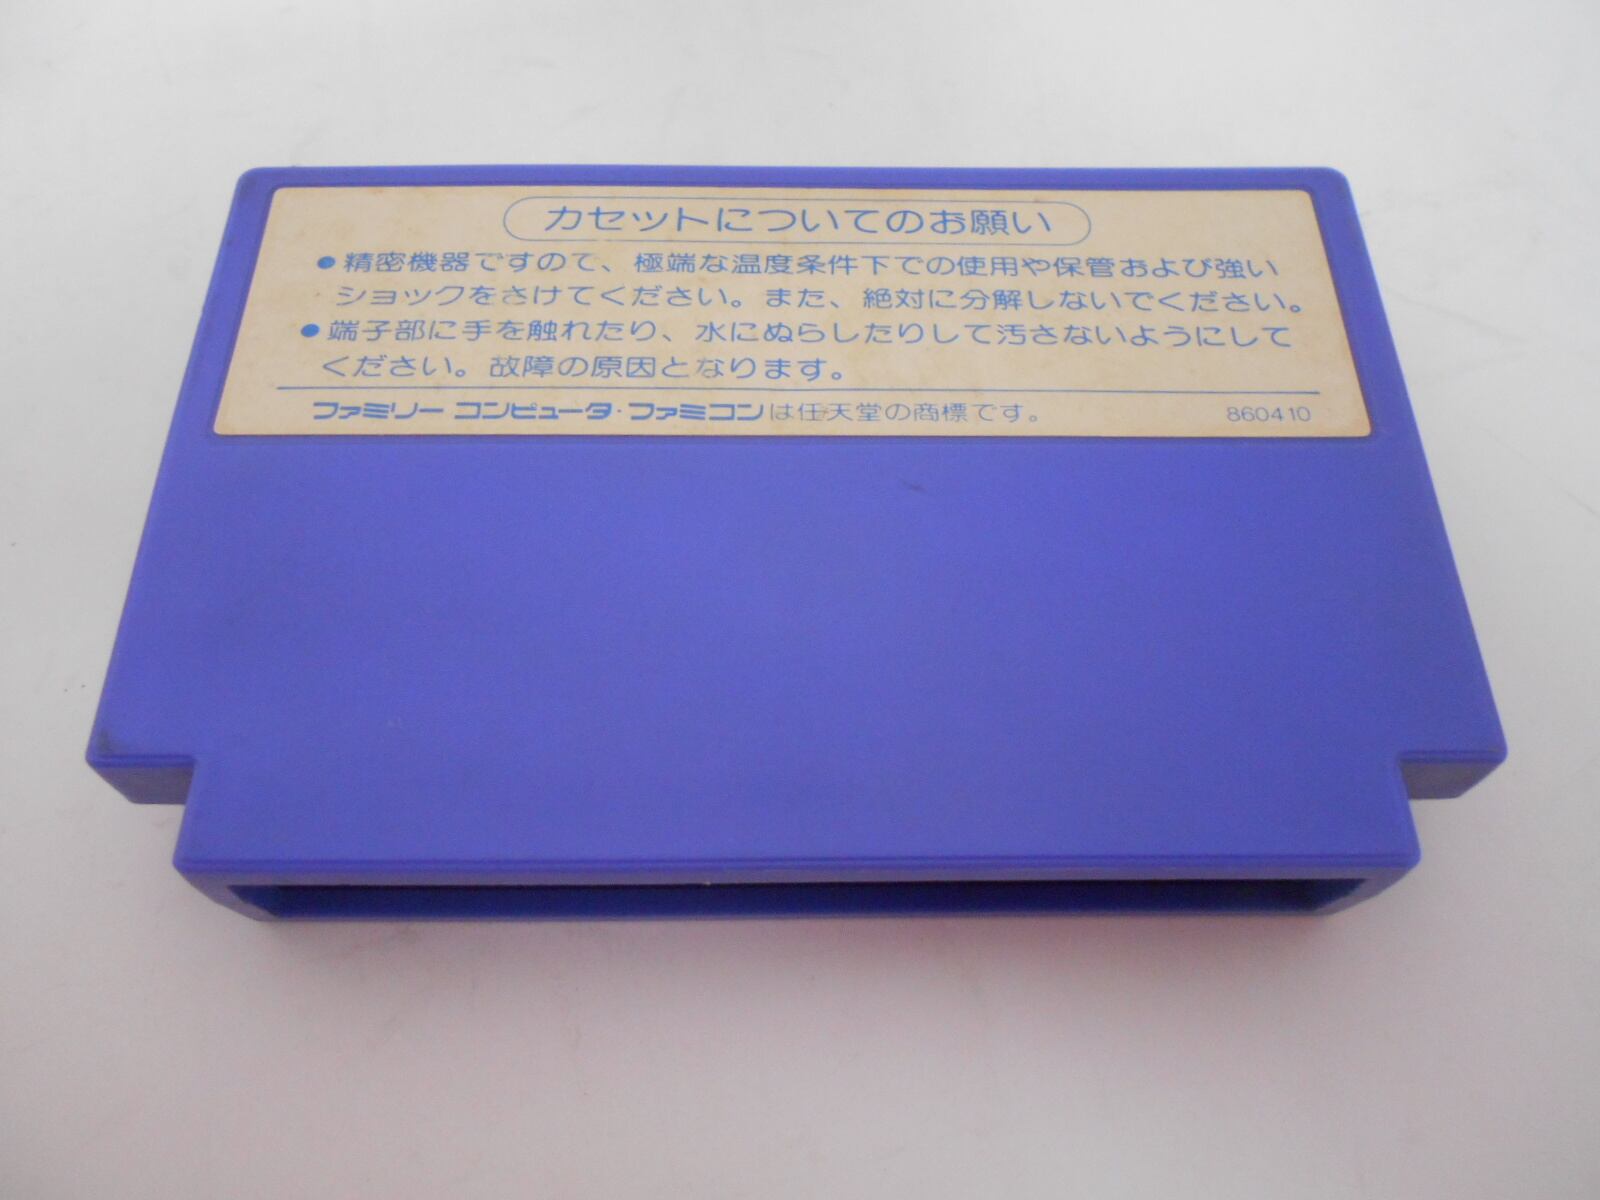 カセットについてのお願い
●精密機器ですので、極端な温度条件下での使用や保管および強い
ショックをさけてください。また、絶対に分解しないでください。
●端子部に手を触れたり、水にぬらしたりして汚さないようにして
ください。故障の原因となります。
ファミリー コンピュータ・ファミコンは任天堂の商標です。 860410